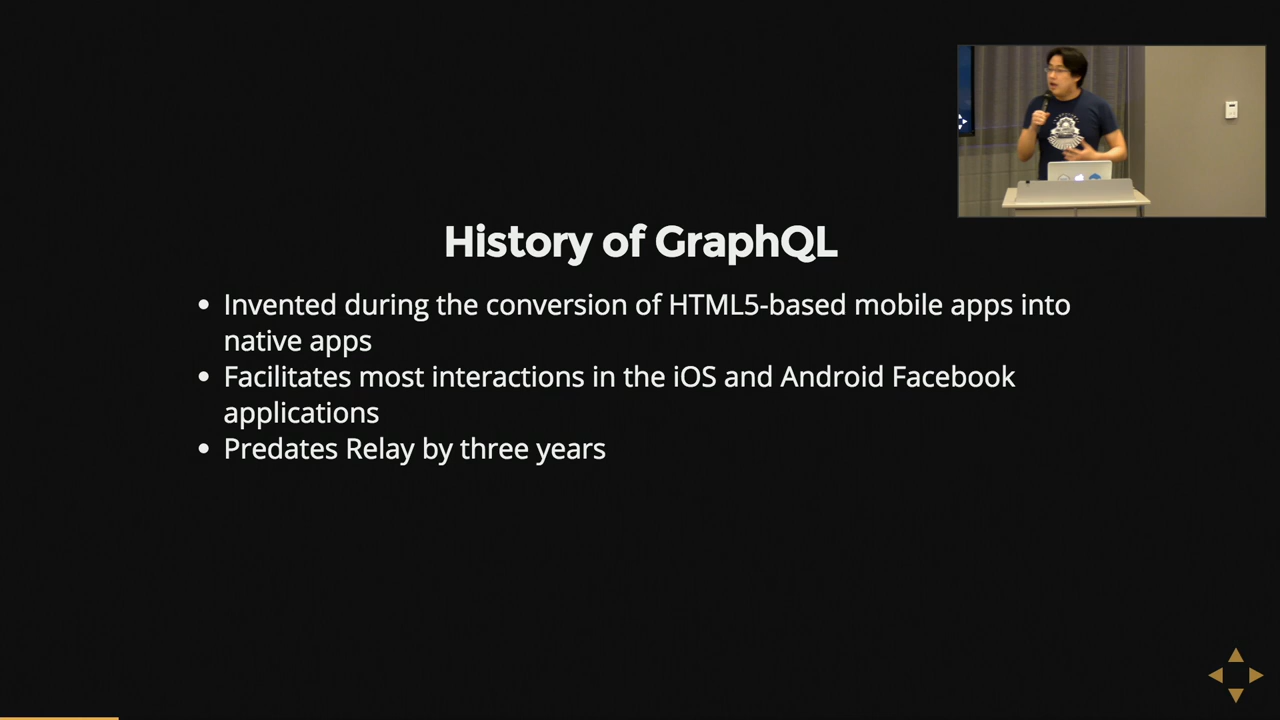 History of GraphQL
Invented during the conversion of HTML5-based mobile apps into
native apps
Facilitates most interactions in the iOS and Android Facebook
applications
Predates Relay by three years